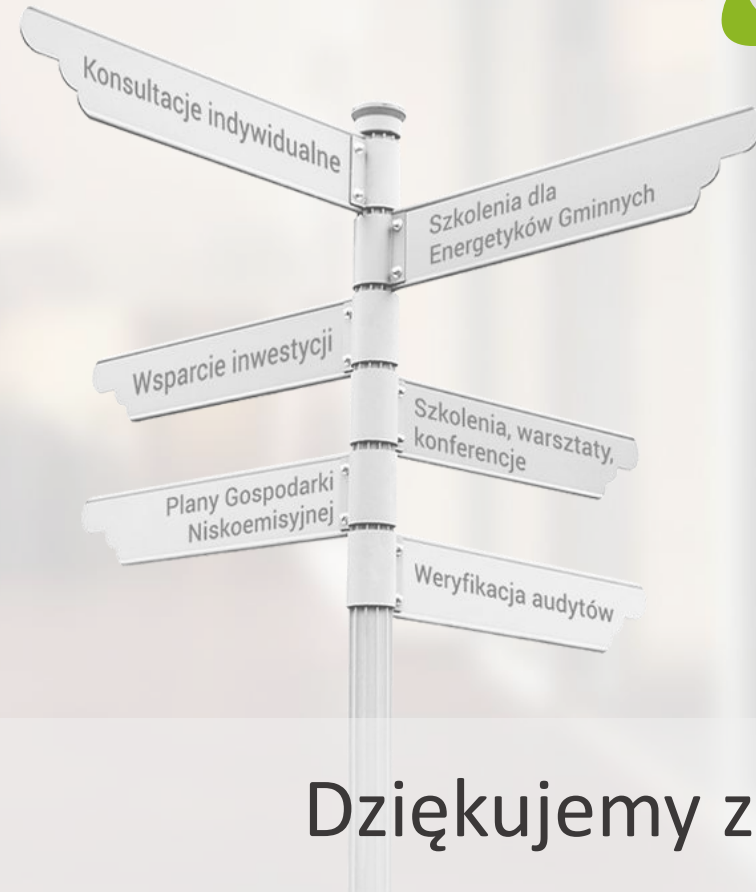 Konsultacje indywidualne
Szkolenia dla
Energetyków Gminnych
Wsparcie inwestycji
Szkolenia, warsztaty,
konferencje
Plany Gospodarki
Niskoemisyjnej
Weryfikacja audytów
Dziękujemy z